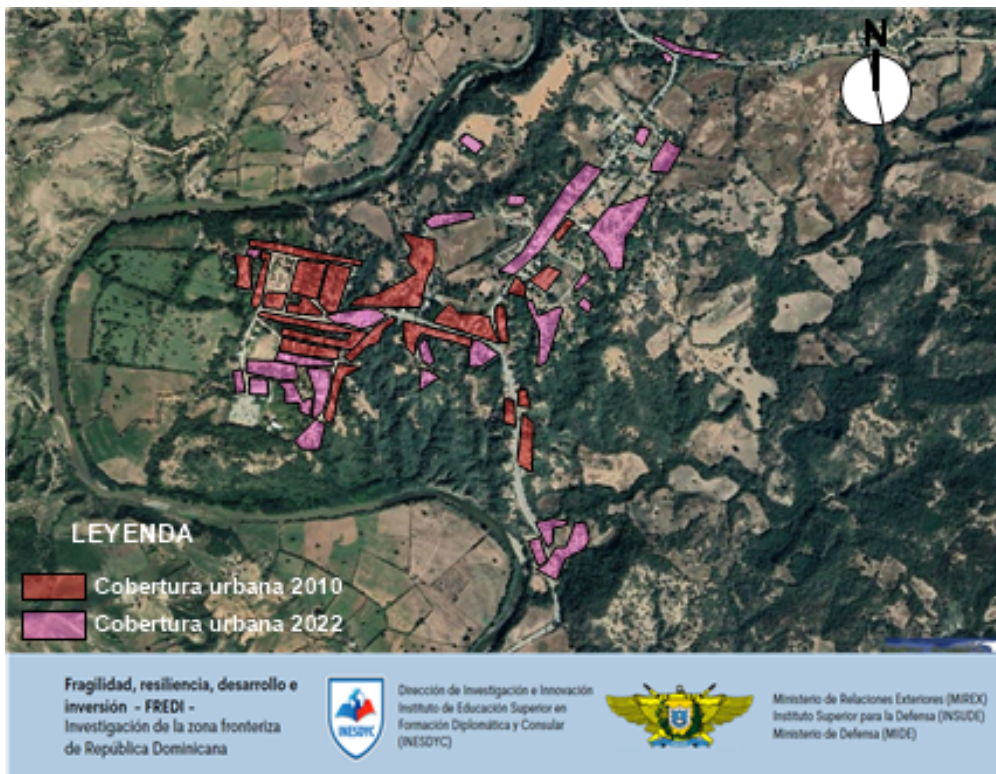 N
LEYENDA
Cobertura urbana 2010
Cobertura urbana 2022
Fragilidad, resiliencia, desarrollo e
inversión - FREDI -
Investigación de la zona fronteriza
de República Dominicana
INESDYC
Dirección de Investigación e Innovación
Instituto de Educación Superior en
Formación Diplomática y Consular
(INESDYC)
Ministerio de Relaciones Exteriores (MIREX)
Instituto Superior para la Defensa (INSUDE)
Ministerio de Defensa (MIDE)